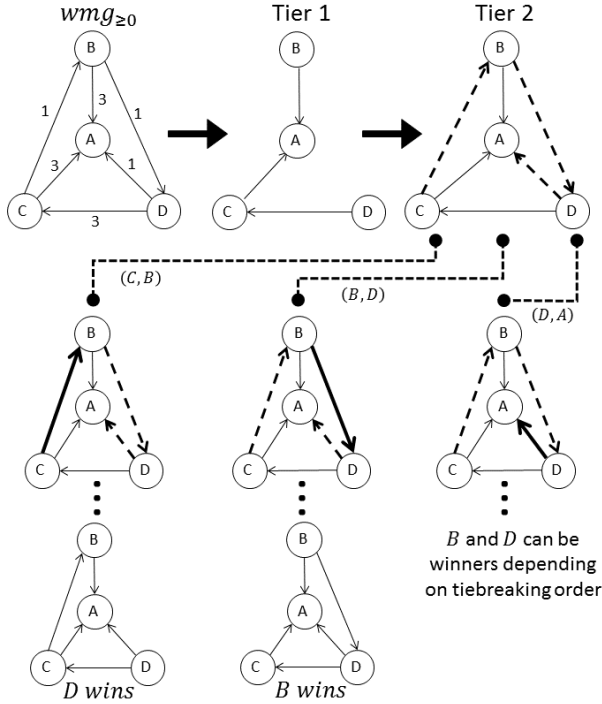 wmg≥0 Tier 1 Tier 2
B B B
1 3 1
A A A
3 1
C 3 D C D C D
(C, B) (B, D) (D, A)
B B B
A A A
C D C D C D
B B
A A
C D C D
D wins B wins
B and D can be
winners depending
on tiebreaking order